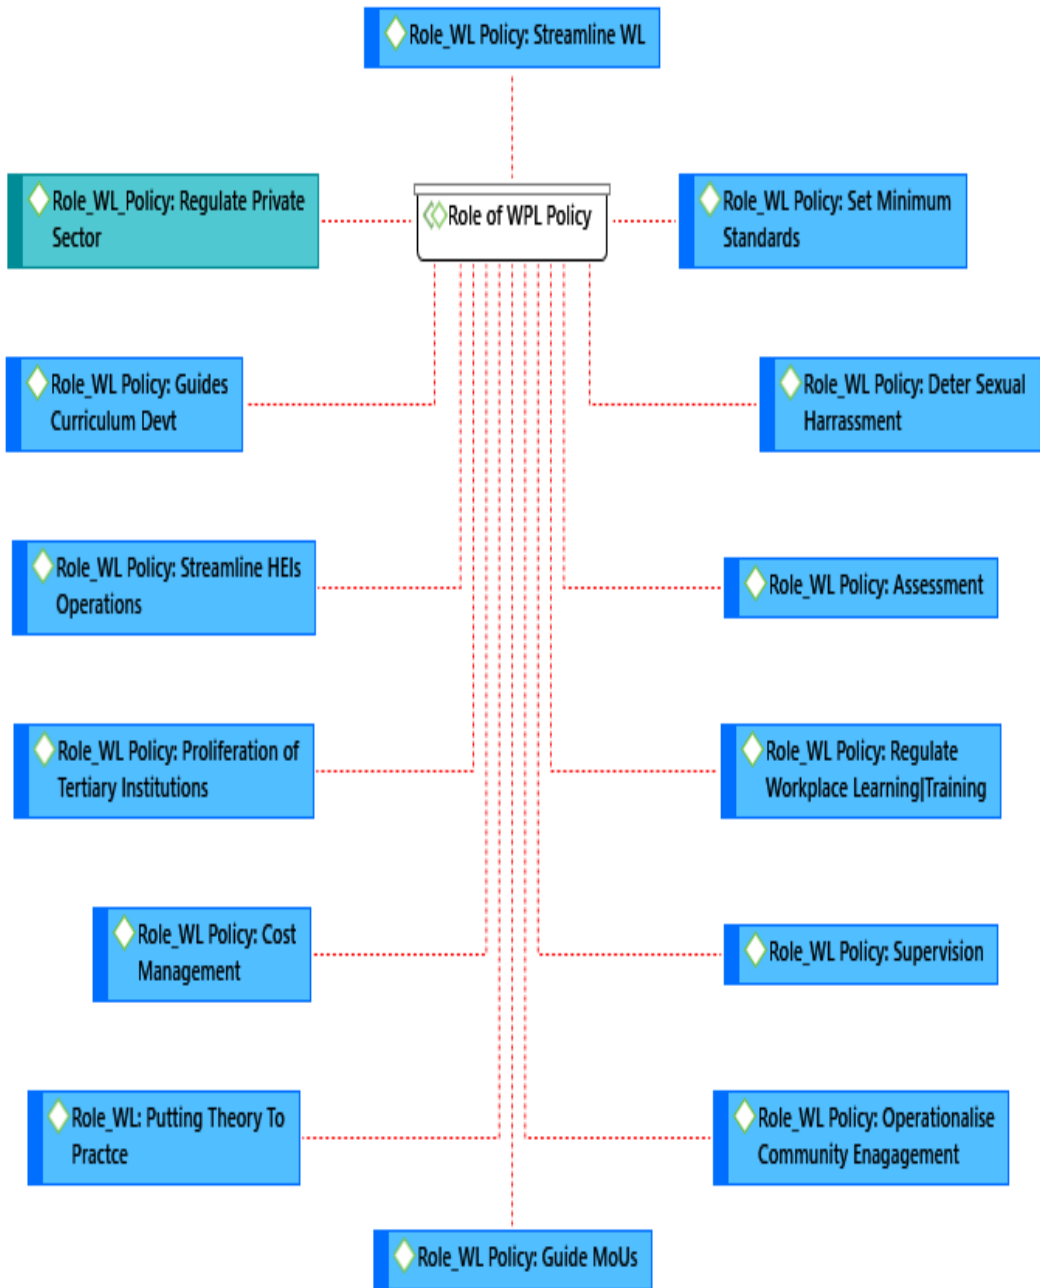 Role_WL Policy: Streamline WL
Role_WL_Policy: Regulate Private
Sector
Role of WPL Policy
Role_WL Policy: Set Minimum
Standards
Role_WL Policy: Guides
Curriculum Devt
Role_WL Policy: Deter Sexual
Harrassment
Role_WL Policy: Streamline HEIs
Operations
Role_WL Policy: Assessment
Role_WL Policy: Proliferation of
Tertiary Institutions
Role_WL Policy: Regulate
Workplace Learning|Training
Role_WL Policy: Cost
Management
Role_WL Policy: Supervision
Role_WL: Putting Theory To
Practce
Role_WL Policy: Operationalise
Community Enagagement
Role_WL Policy: Guide MoUs